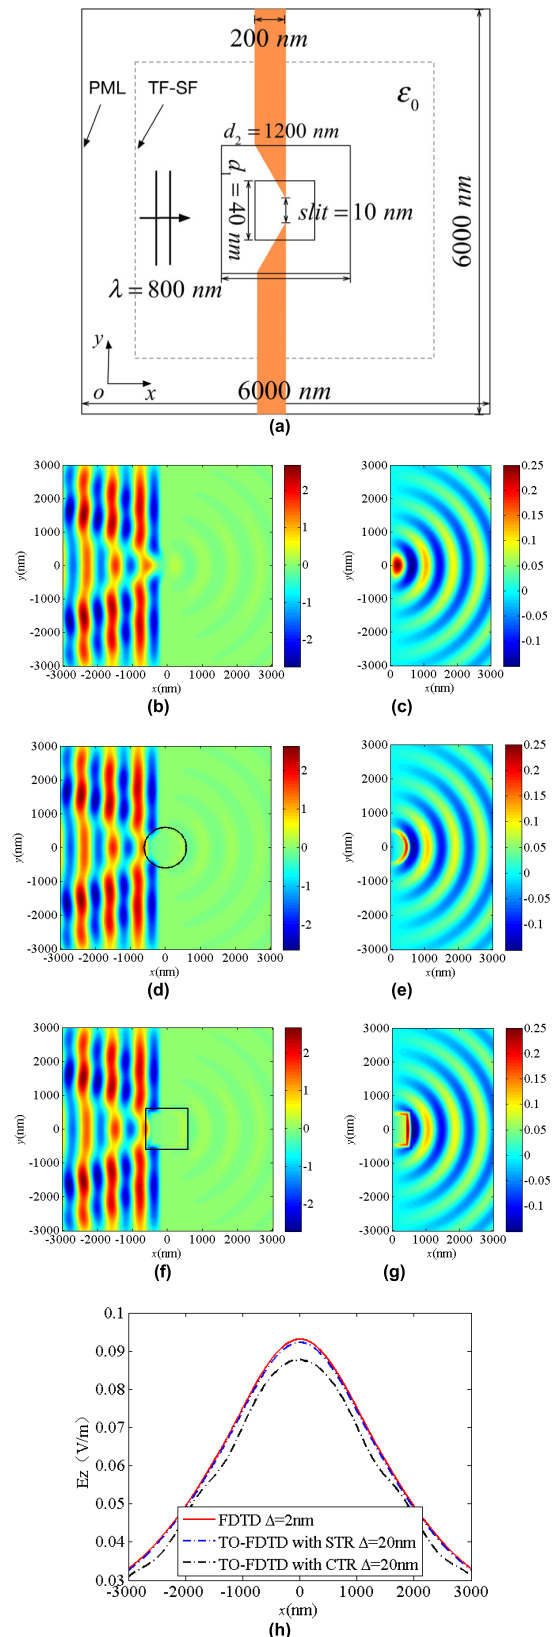 200 nm
PML
TF-SF
ε₀
d₂ = 1200 nm
d₁ = 40 nm
slit = 10 nm
λ = 800 nm
6000 nm
y
o
x
6000 nm
(a)
3000
2000
1000
0
-1000
-2000
-3000
y(nm)
-3000 -2000 -1000 0 1000 2000 3000
x(nm)
2
1
0
-1
-2
(b)
3000
2000
1000
0
-1000
-2000
-3000
y(nm)
0 1000 2000 3000
x(nm)
0.25
0.2
0.15
0.1
0.05
0
-0.05
-0.1
(c)
3000
2000
1000
0
-1000
-2000
-3000
y(nm)
-3000 -2000 -1000 0 1000 2000 3000
x(nm)
2
1
0
-1
-2
(d)
3000
2000
1000
0
-1000
-2000
-3000
y(nm)
0 1000 2000 3000
x(nm)
0.25
0.2
0.15
0.1
0.05
0
-0.05
-0.1
(e)
3000
2000
1000
0
-1000
-2000
-3000
y(nm)
-3000 -2000 -1000 0 1000 2000 3000
x(nm)
2
1
0
-1
-2
(f)
3000
2000
1000
0
-1000
-2000
-3000
y(nm)
0 1000 2000 3000
x(nm)
0.25
0.2
0.15
0.1
0.05
0
-0.05
-0.1
(g)
0.1
0.09
0.08
0.07
0.06
0.05
0.04
0.03
Ez（V/m）
FDTD Δ=2nm
TO-FDTD with STR Δ=20nm
TO-FDTD with CTR Δ=20nm
-3000 -2000 -1000 0 1000 2000 3000
x(nm)
(h)